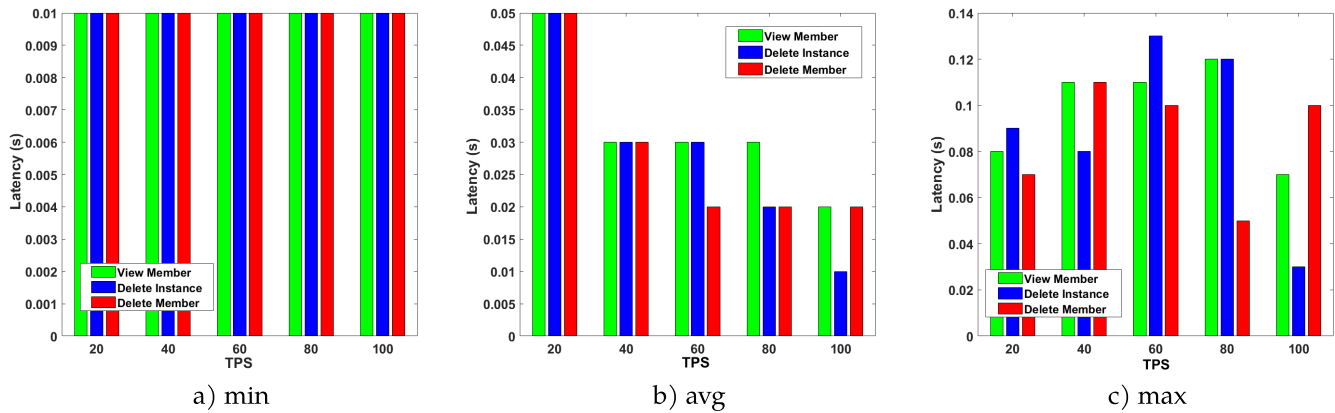 0.01
0.009
0.008
0.007
0.006
0.005
0.004
0.003
0.002
0.001
0
Latency (s)
View Member
Delete Instance
Delete Member
20 40 60 80 100
TPS
a) min
0.05
0.045
0.04
0.035
0.03
0.025
0.02
0.015
0.01
0.005
0
Latency (s)
View Member
Delete Instance
Delete Member
20 40 60 80 100
TPS
b) avg
0.14
0.12
0.1
0.08
0.06
0.04
0.02
0
Latency (s)
View Member
Delete Instance
Delete Member
20 40 60 80 100
TPS
c) max